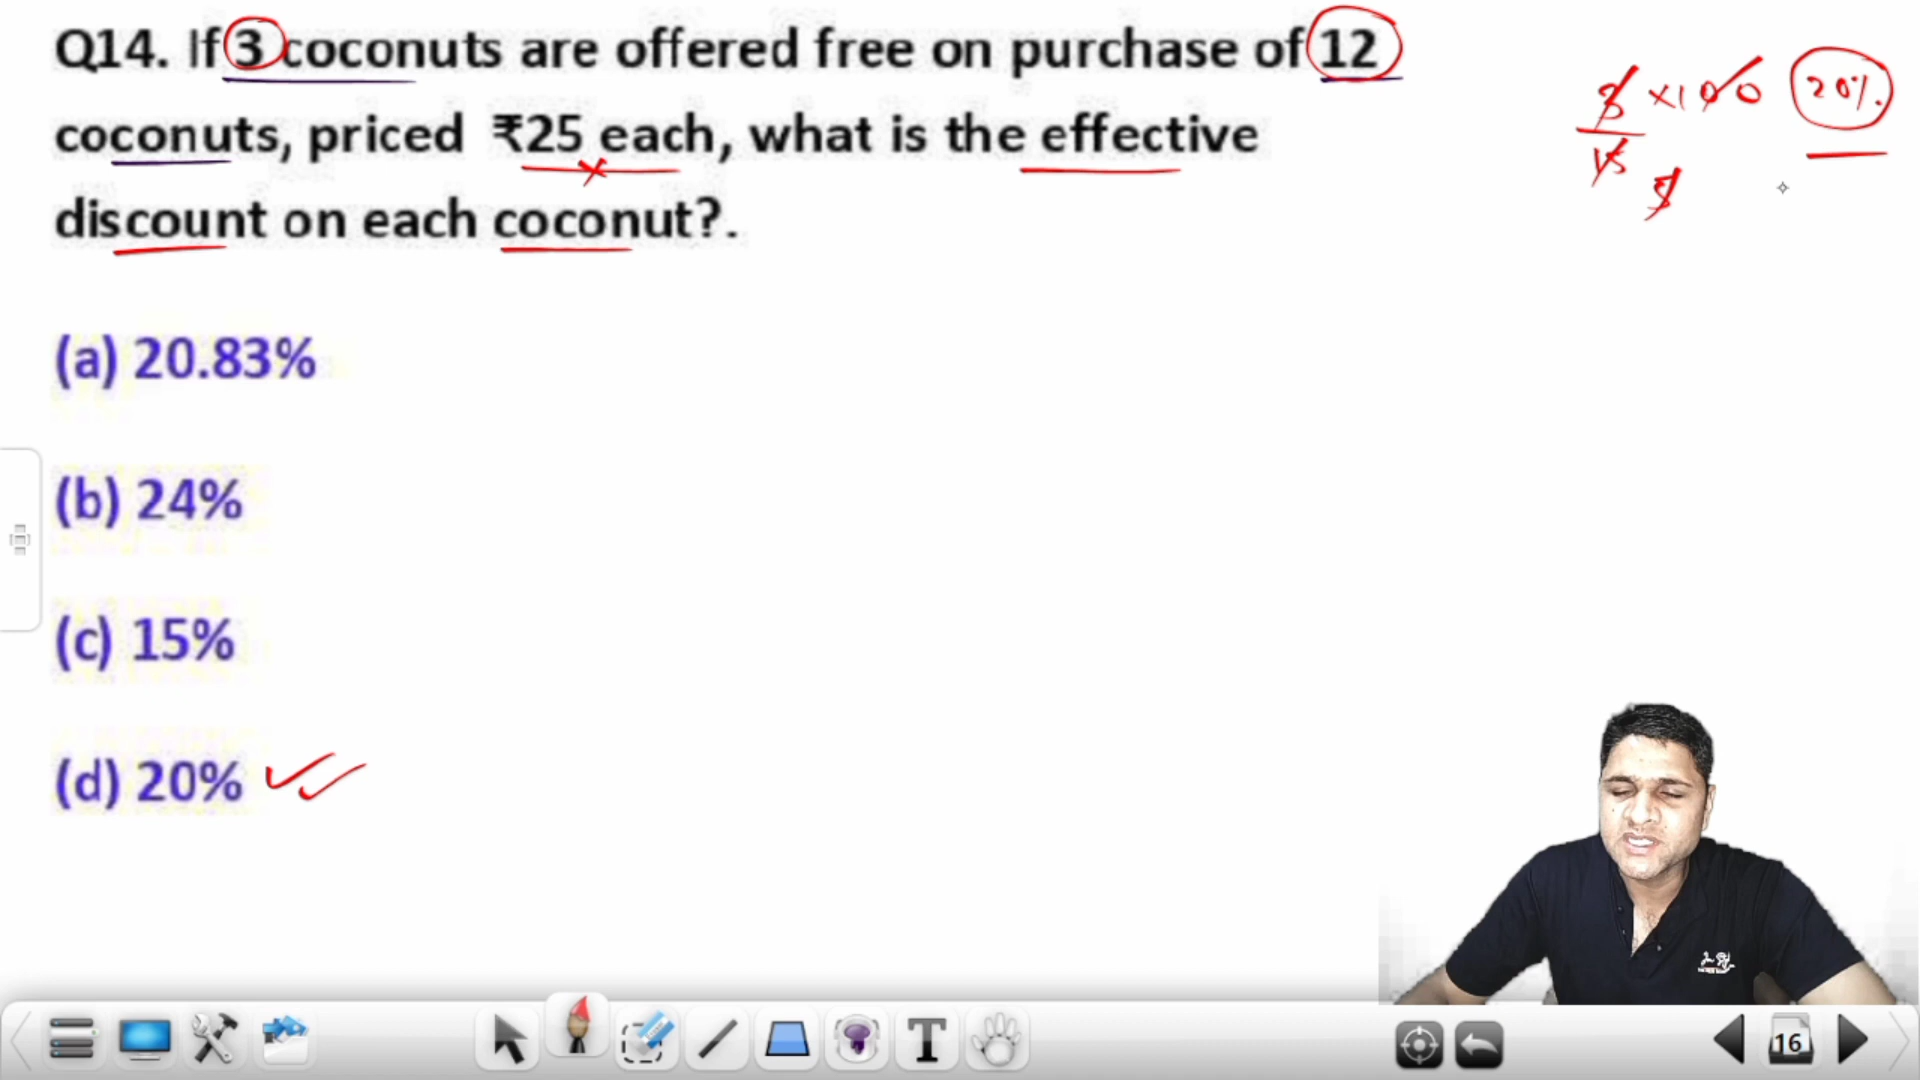 Q14. If 3 coconuts are offered free on purchase of 12
coconuts, priced ₹25 each, what is the effective
discount on each coconut?.
3/15 × 100 20%.
5
(a) 20.83%
(b) 24%
(c) 15%
(d) 20%
T
16